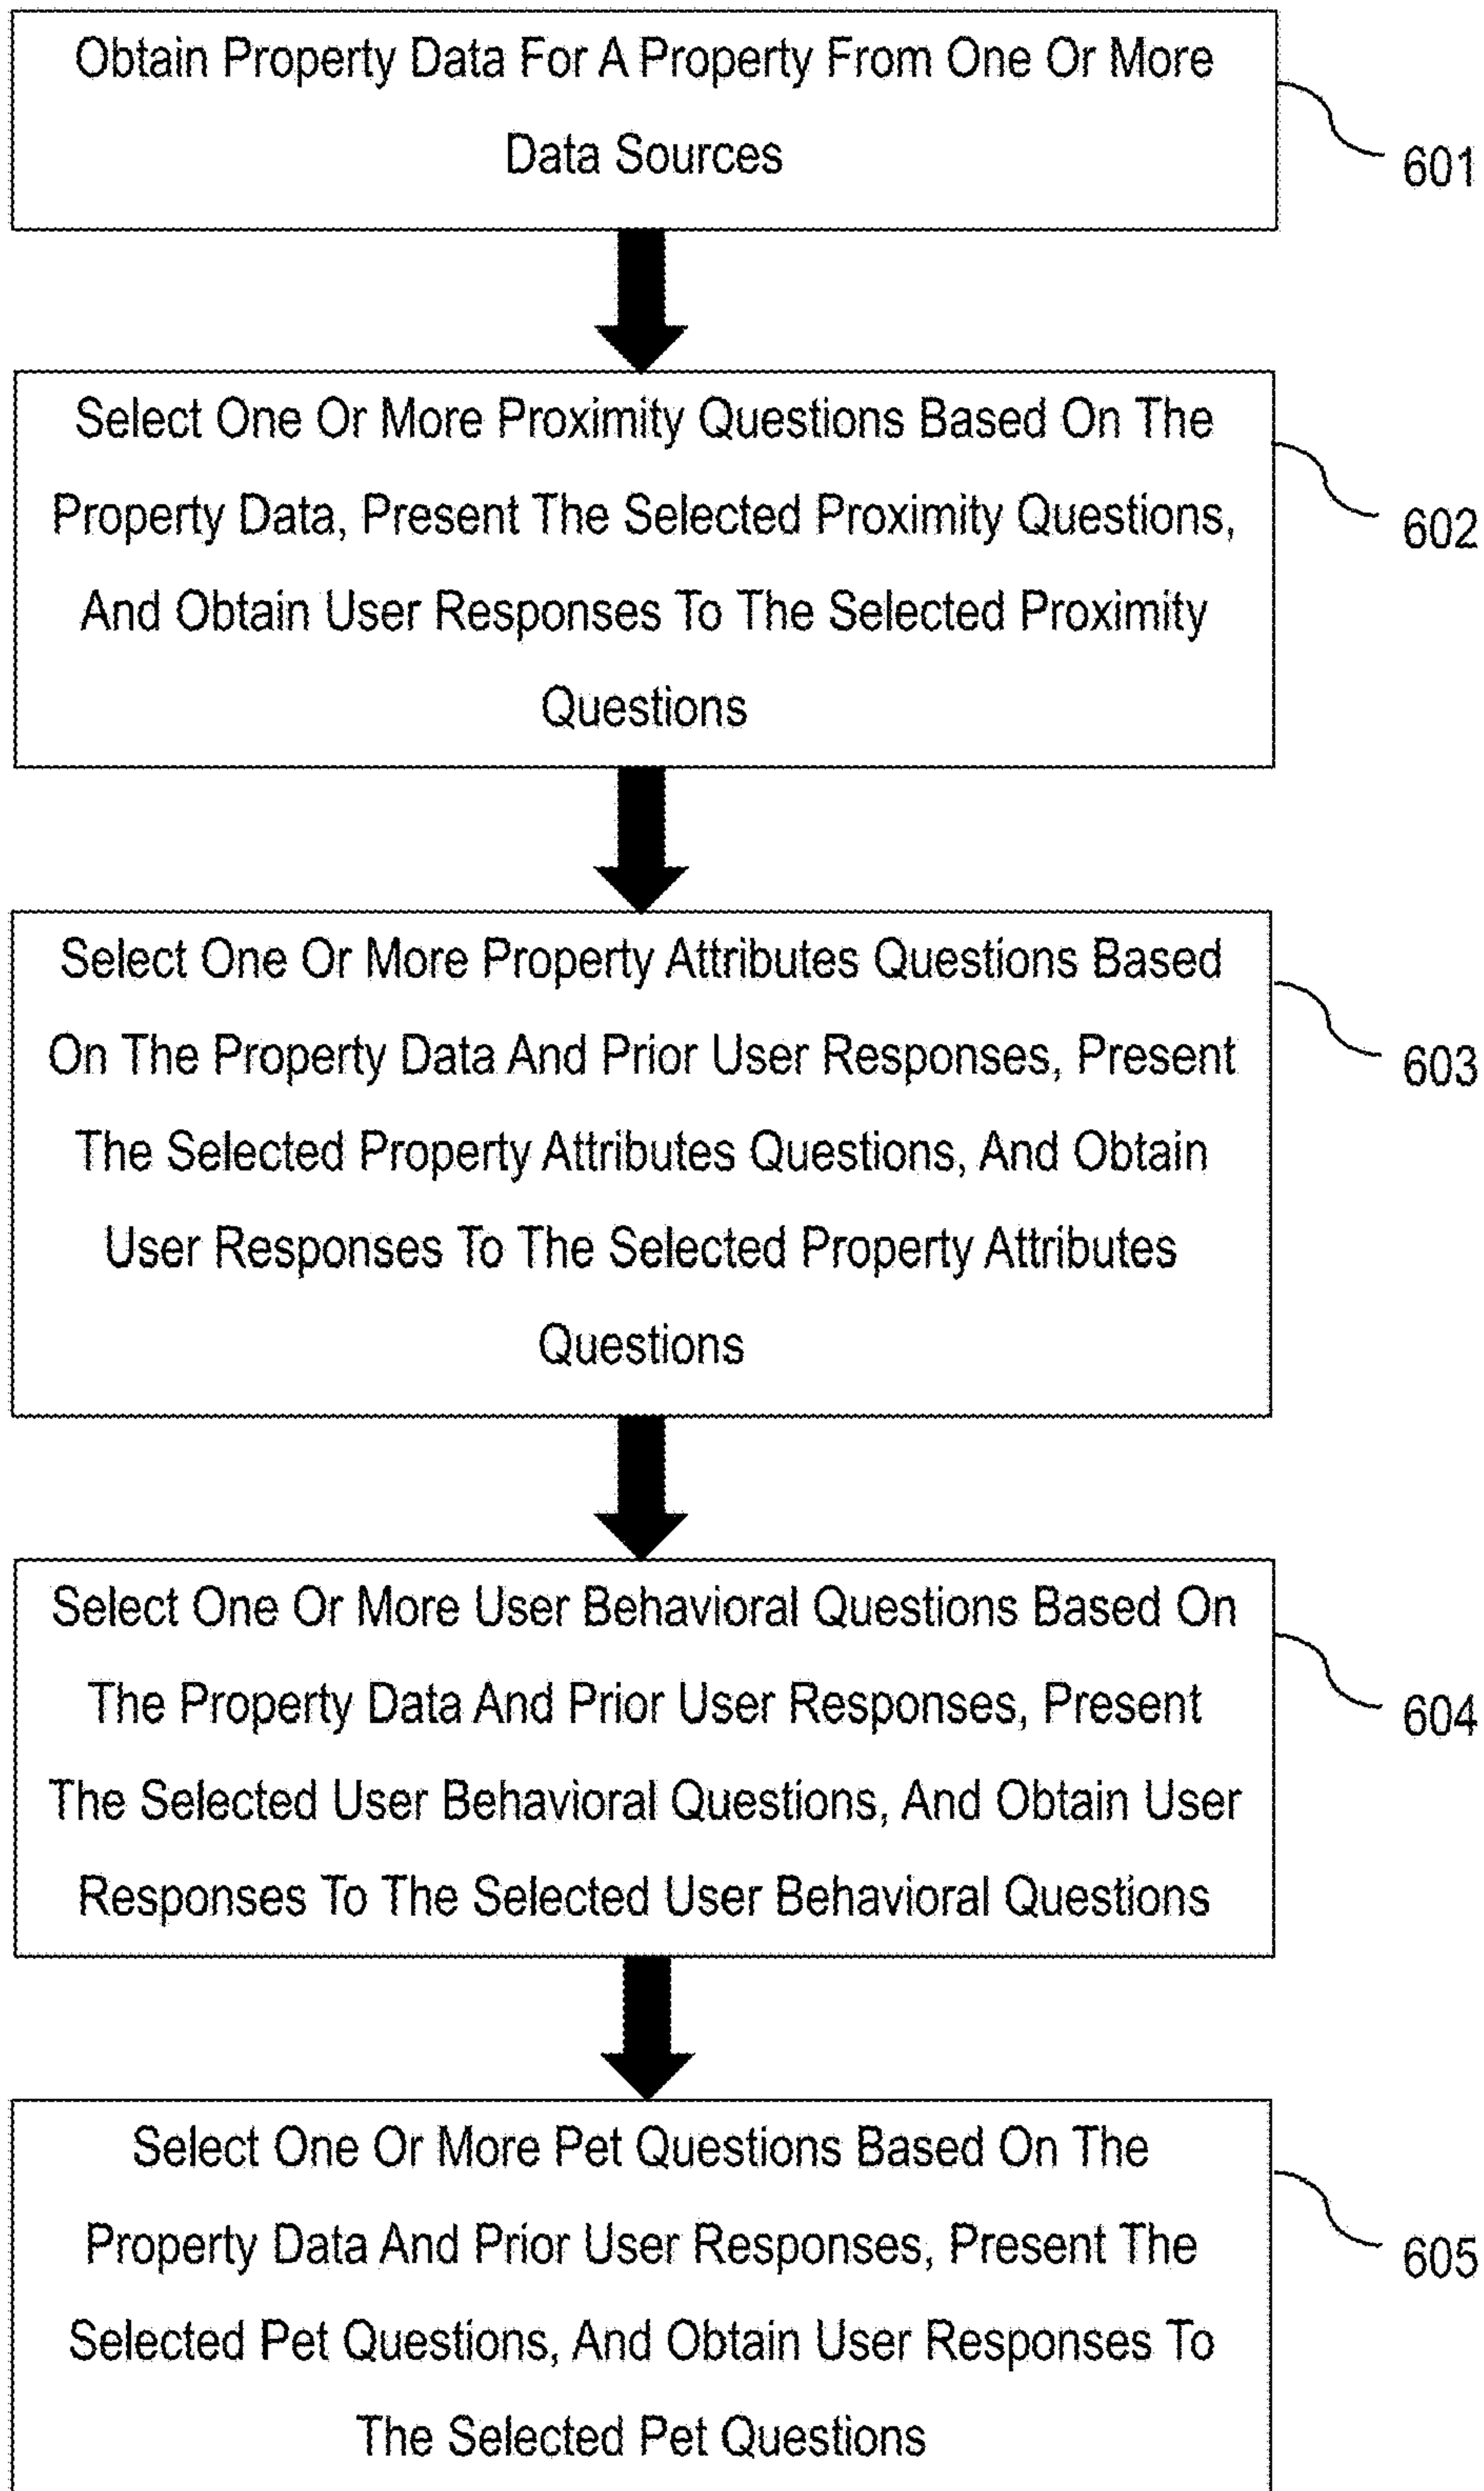 Obtain Property Data For A Property From One Or More
Data Sources
601
Select One Or More Proximity Questions Based On The
Property Data, Present The Selected Proximity Questions,
And Obtain User Responses To The Selected Proximity
Questions
602
Select One Or More Property Attributes Questions Based
On The Property Data And Prior User Responses, Present
The Selected Property Attributes Questions, And Obtain
User Responses To The Selected Property Attributes
Questions
603
Select One Or More User Behavioral Questions Based On
The Property Data And Prior User Responses, Present
The Selected User Behavioral Questions, And Obtain User
Responses To The Selected User Behavioral Questions
604
Select One Or More Pet Questions Based On The
Property Data And Prior User Responses, Present The
Selected Pet Questions, And Obtain User Responses To
The Selected Pet Questions
605